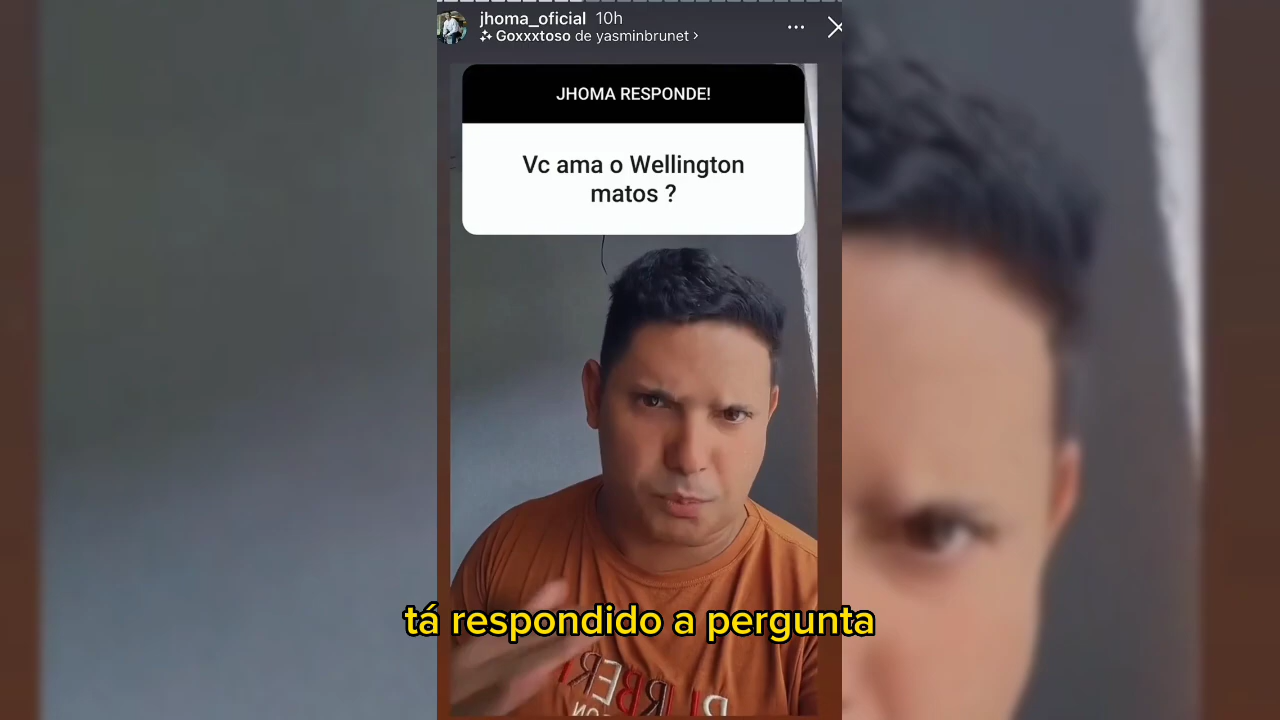 jhoma_oficial 10h
Goxxxtoso de yasminbrunet >
JHOMA RESPONDE!
Vc ama o Wellington
matos ?
tá respondido a pergunta